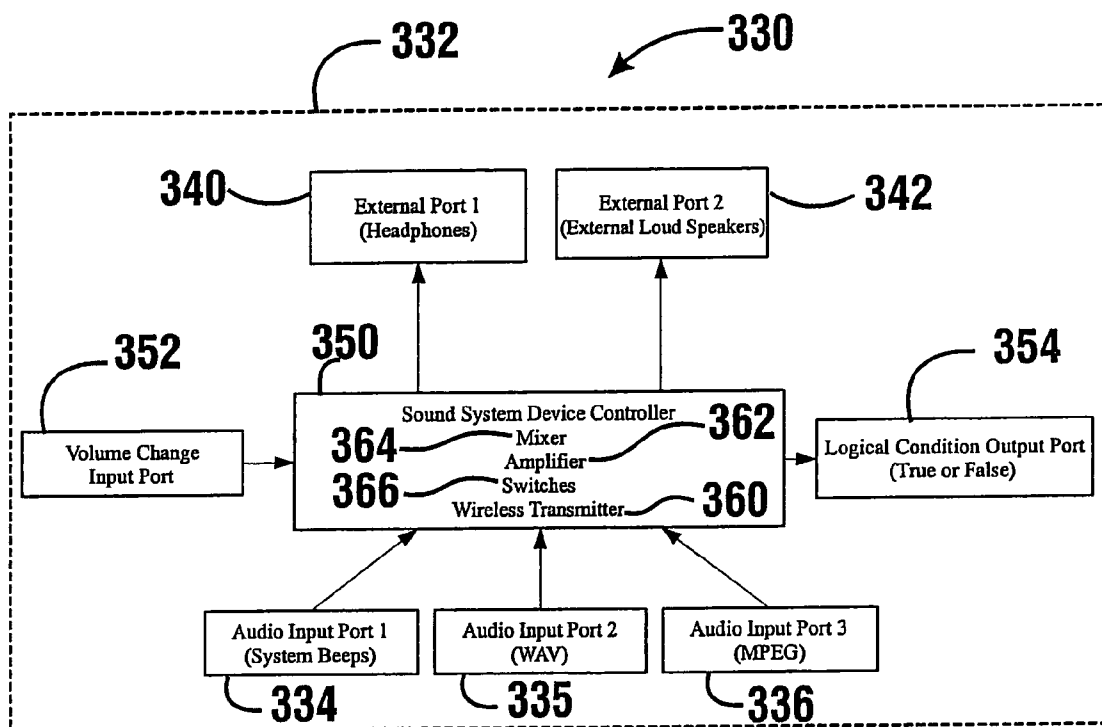 332
330
340
External Port 1
(Headphones)
External Port 2
(External Loud Speakers)
342
352
350
354
Volume Change
Input Port
Sound System Device Controller
364
Mixer
362
Amplifier
366
Switches
Wireless Transmitter
360
Logical Condition Output Port
(True or False)
Audio Input Port 1
(System Beeps)
Audio Input Port 2
(WAV)
Audio Input Port 3
(MPEG)
334
335
336